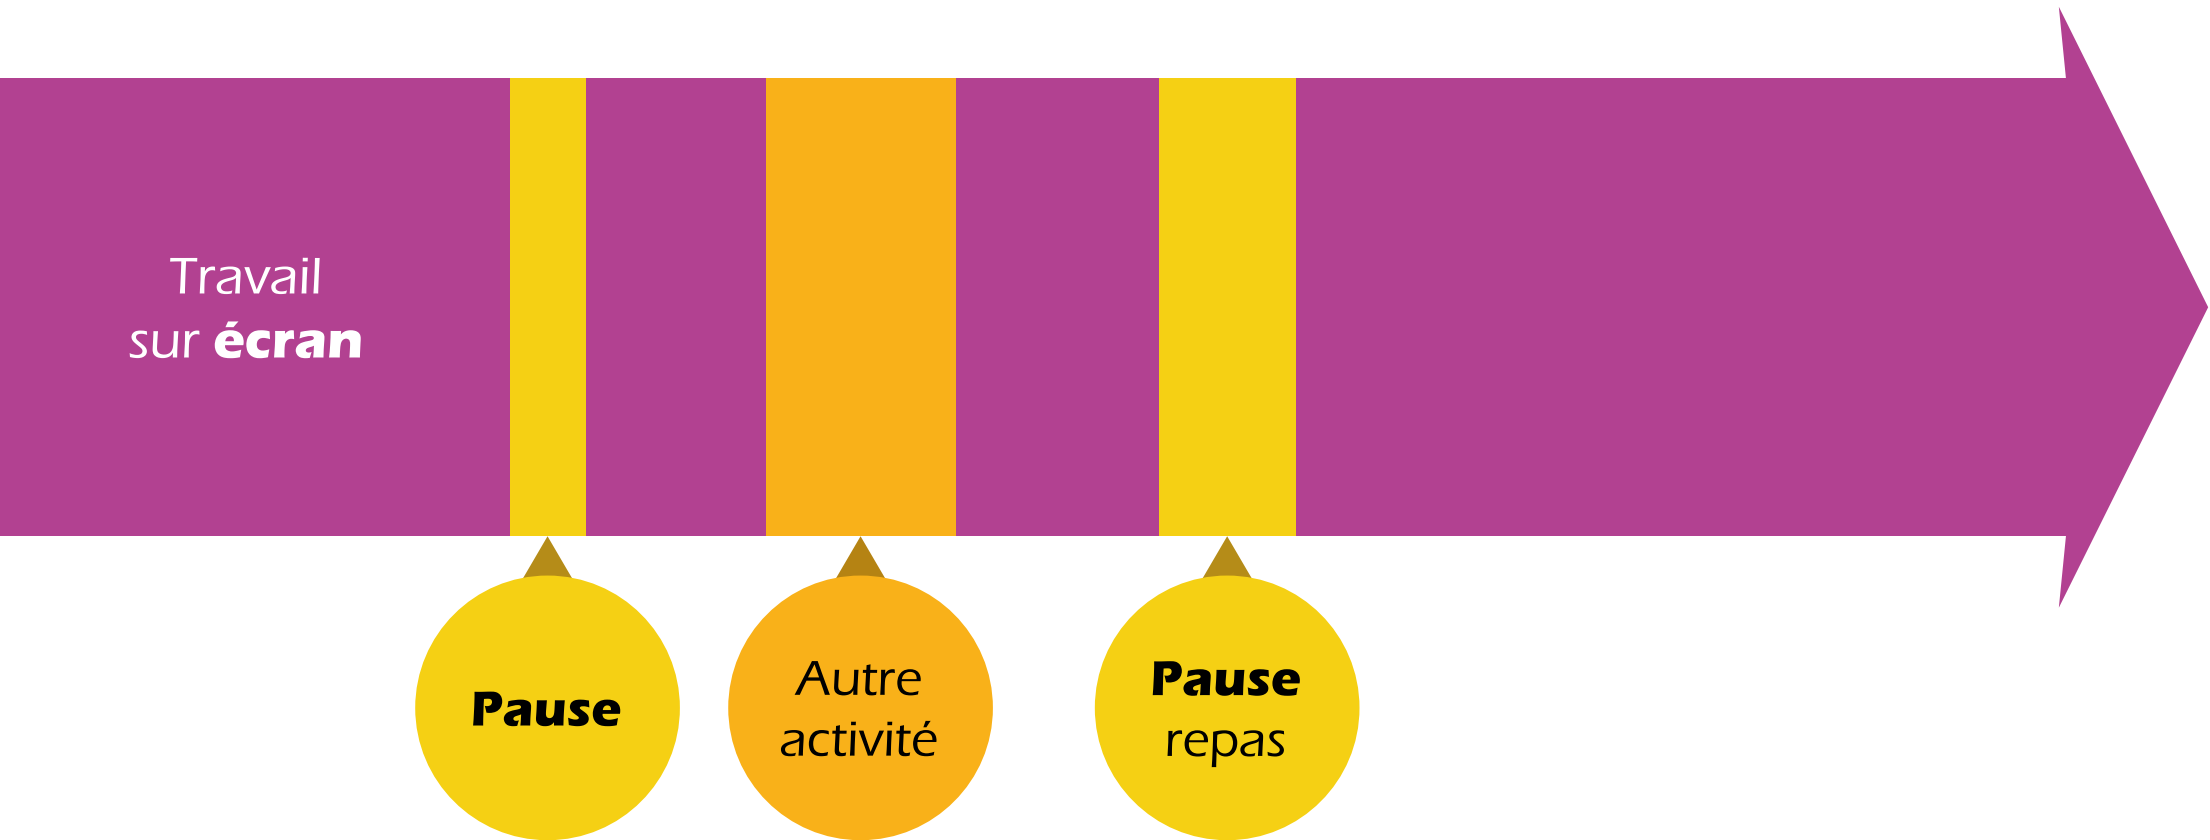 Travail
sur écran
Pause
Autre
activité
Pause
repas